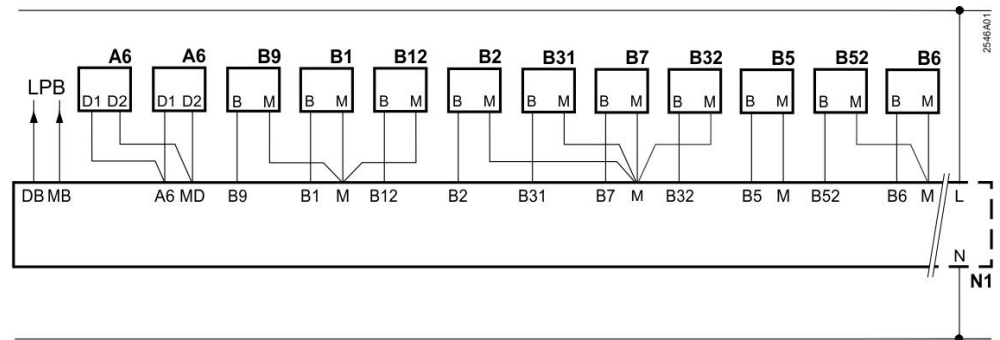 2546A01
A6 A6 B9 B1 B12 B2 B31 B7 B32 B5 B52 B6
LPB
D1 D2 D1 D2 B M B M B M B M B M B M B M B M B M B M
DB MB A6 MD B9 B1 M B12 B2 B31 B7 M B32 B5 M B52 B6 M L
N
N1